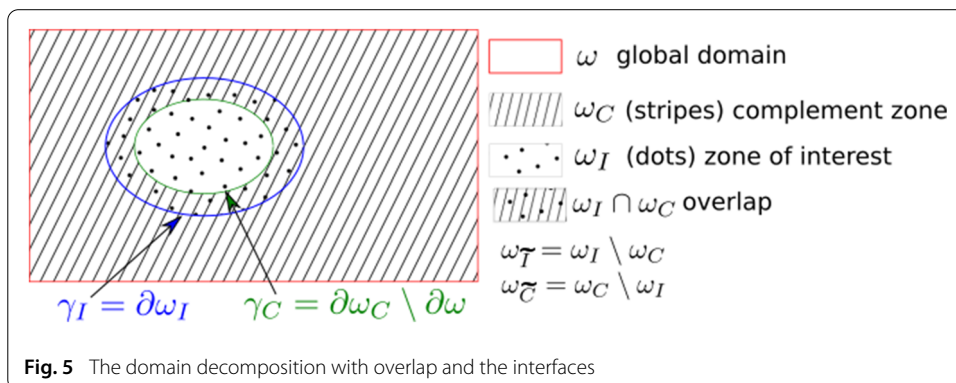 ω global domain
ω_C (stripes) complement zone
ω_I (dots) zone of interest
ω_I ∩ ω_C overlap
ω_Ĩ = ω_I \ ω_C
ω_C̃ = ω_C \ ω_I
γ_I = ∂ω_I
γ_C = ∂ω_C \ ∂ω
Fig. 5 The domain decomposition with overlap and the interfaces